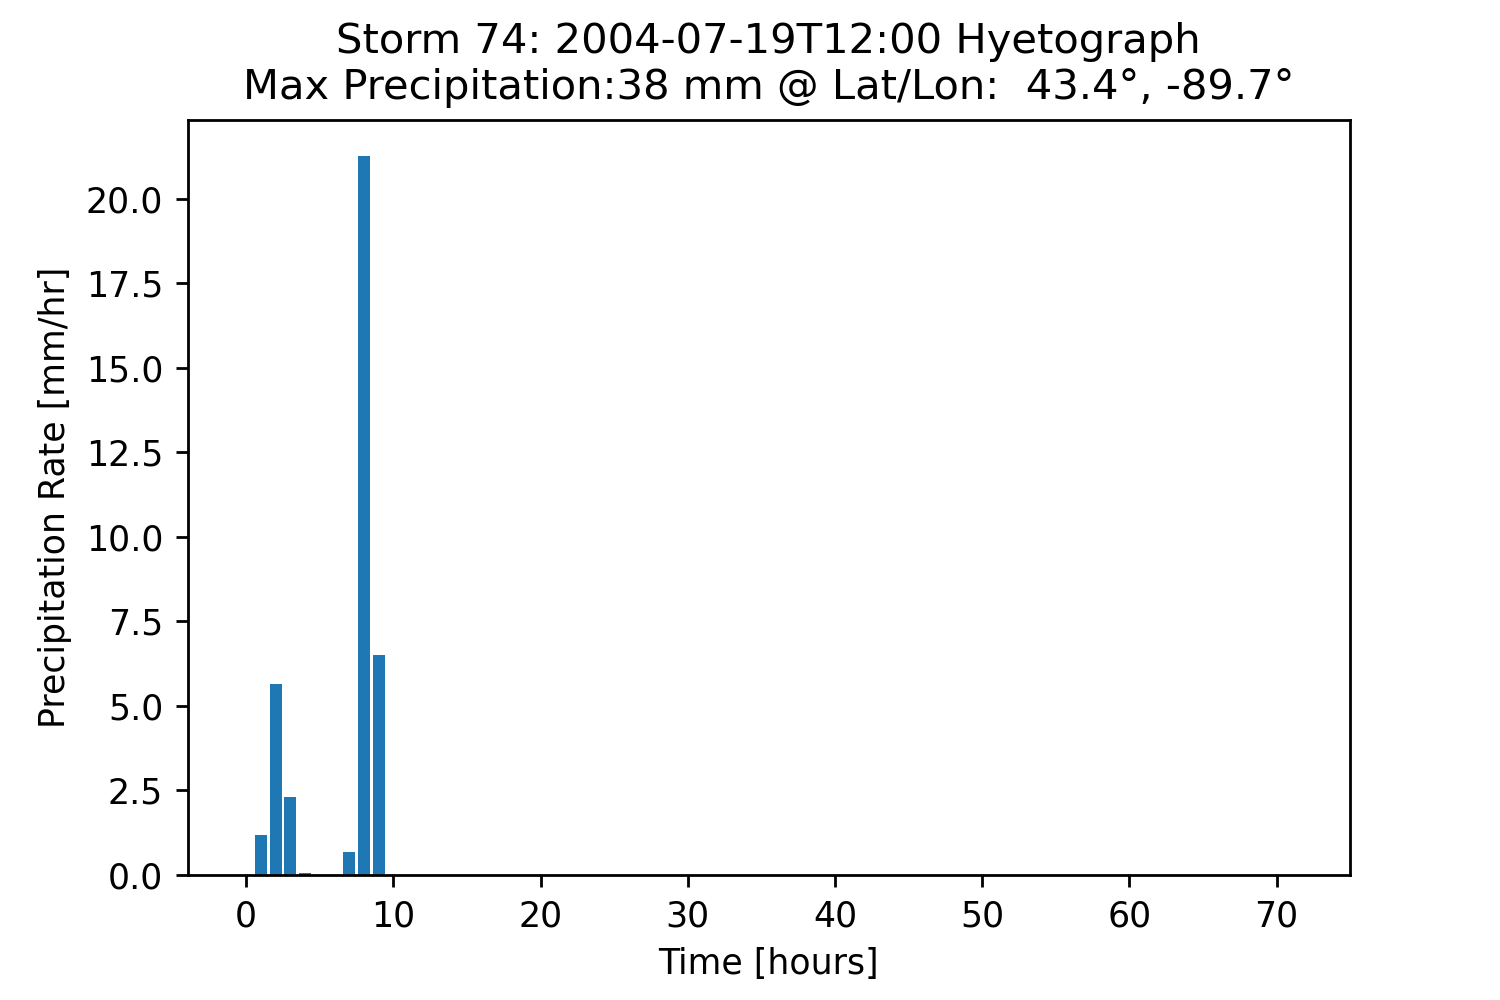 Storm 74: 2004-07-19T12:00 Hyetograph
Max Precipitation:38 mm @ Lat/Lon:  43.4°, -89.7°
Precipitation Rate [mm/hr]
20.0
17.5
15.0
12.5
10.0
7.5
5.0
2.5
0.0
0 10 20 30 40 50 60 70
Time [hours]